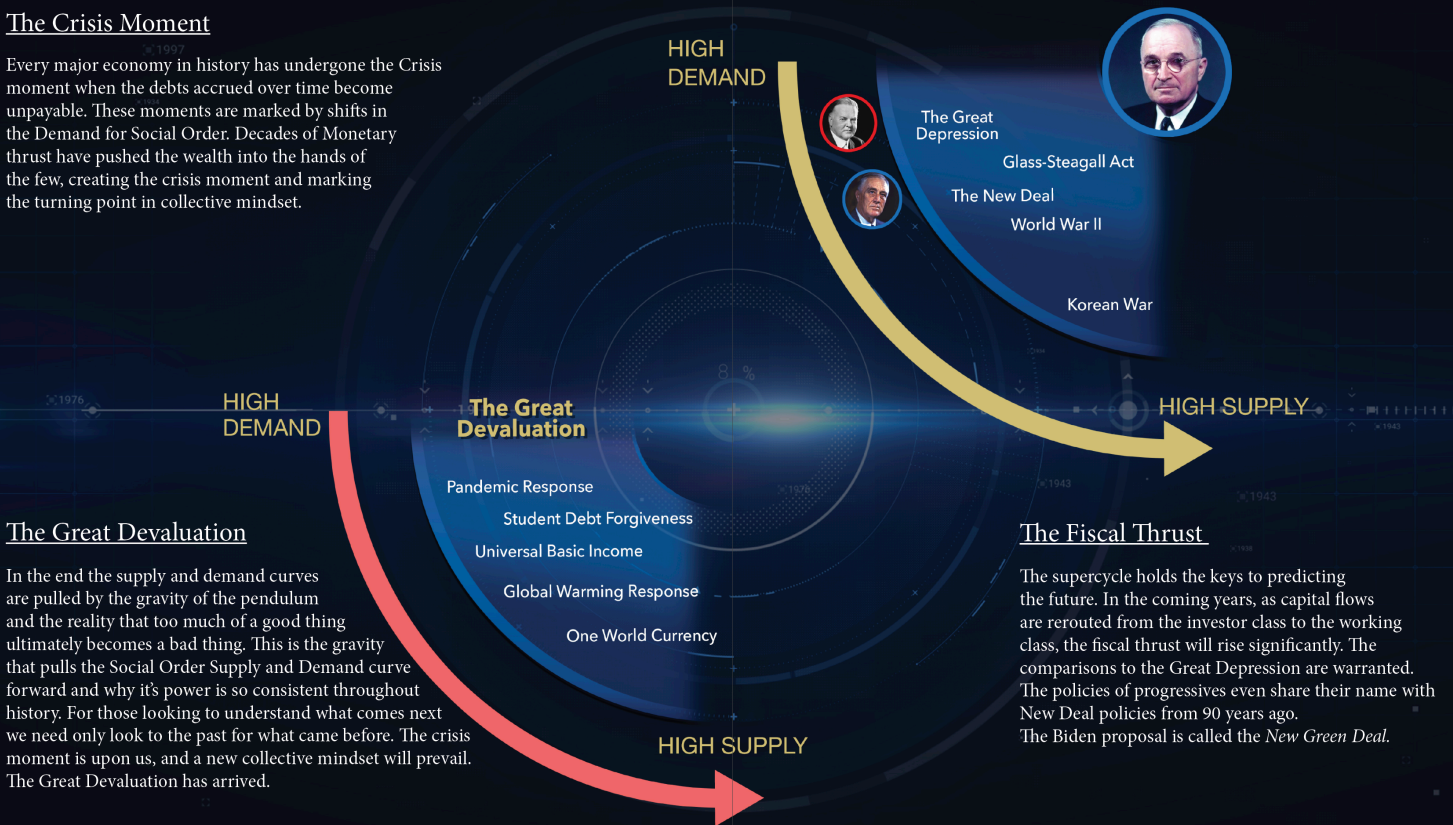 The Crisis Moment
Every major economy in history has undergone the Crisis
moment when the debts accrued over time become
unpayable. These moments are marked by shifts in
the Demand for Social Order. Decades of Monetary
thrust have pushed the wealth into the hands of
the few, creating the crisis moment and marking
the turning point in collective mindset.
1997
HIGH
DEMAND
The Great
Depression
Glass-Steagall Act
The New Deal
World War II
Korean War
HIGH SUPPLY
8 %
1976
HIGH
DEMAND
The Great
Devaluation
Pandemic Response
Student Debt Forgiveness
Universal Basic Income
Global Warming Response
One World Currency
HIGH SUPPLY
1976
1943
1943
1943
The Great Devaluation
In the end the supply and demand curves
are pulled by the gravity of the pendulum
and the reality that too much of a good thing
ultimately becomes a bad thing. This is the gravity
that pulls the Social Order Supply and Demand curve
forward and why it's power is so consistent throughout
history. For those looking to understand what comes next
we need only look to the past for what came before. The crisis
moment is upon us, and a new collective mindset will prevail.
The Great Devaluation has arrived.
The Fiscal Thrust
The supercycle holds the keys to predicting
the future. In the coming years, as capital flows
are rerouted from the investor class to the working
class, the fiscal thrust will rise significantly. The
comparisons to the Great Depression are warranted.
The policies of progressives even share their name with
New Deal policies from 90 years ago.
The Biden proposal is called the New Green Deal.